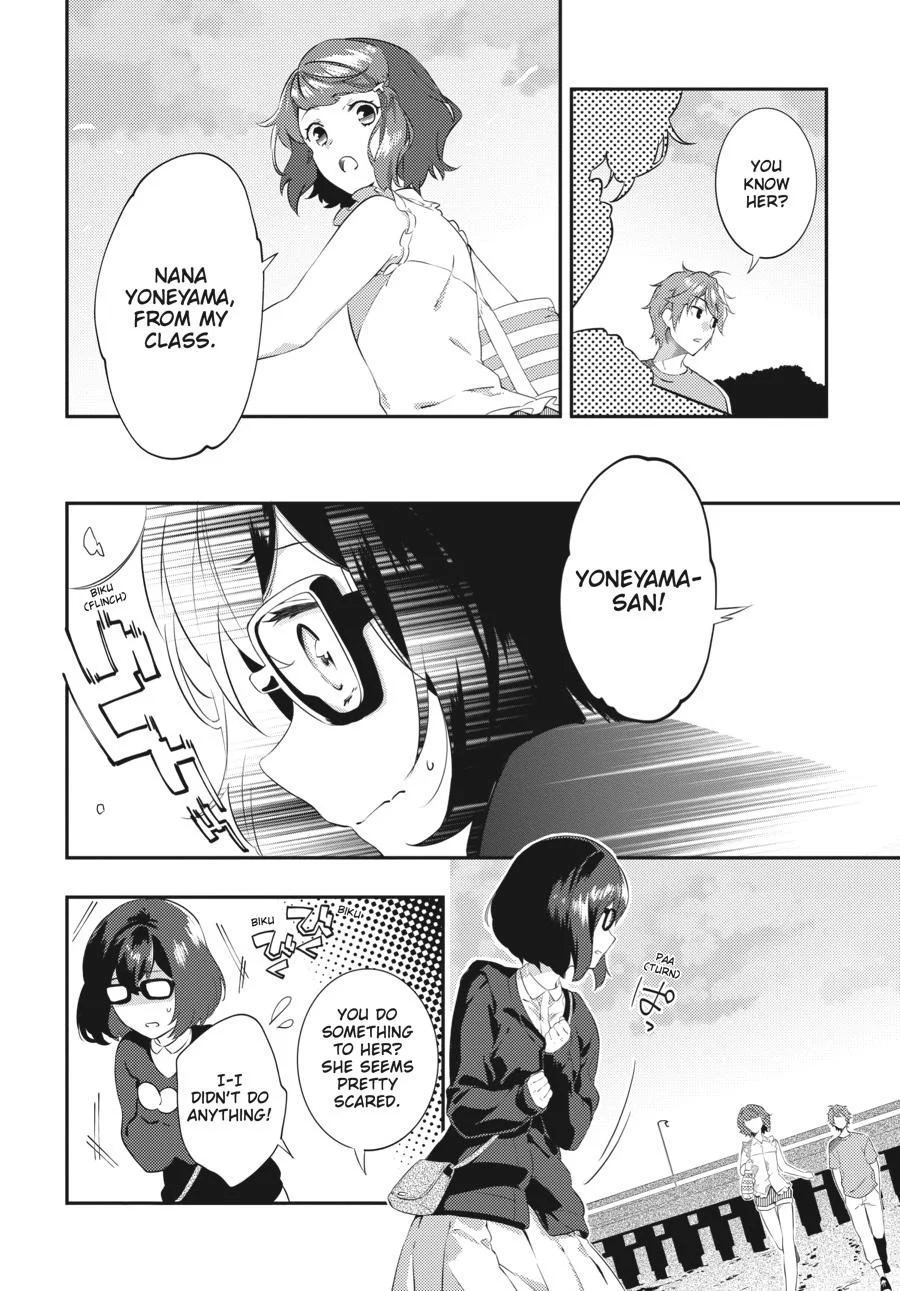 YOU
KNOW
HER?
NANA
YONEYAMA,
FROM MY
CLASS.
YONEYAMA-
SAN!
BIKU
(FLINCH)
PAA
(TURN)
BIKU
BIKU
YOU DO
SOMETHING
TO HER?
SHE SEEMS
PRETTY
SCARED.
I-I
DIDN'T DO
ANYTHING!